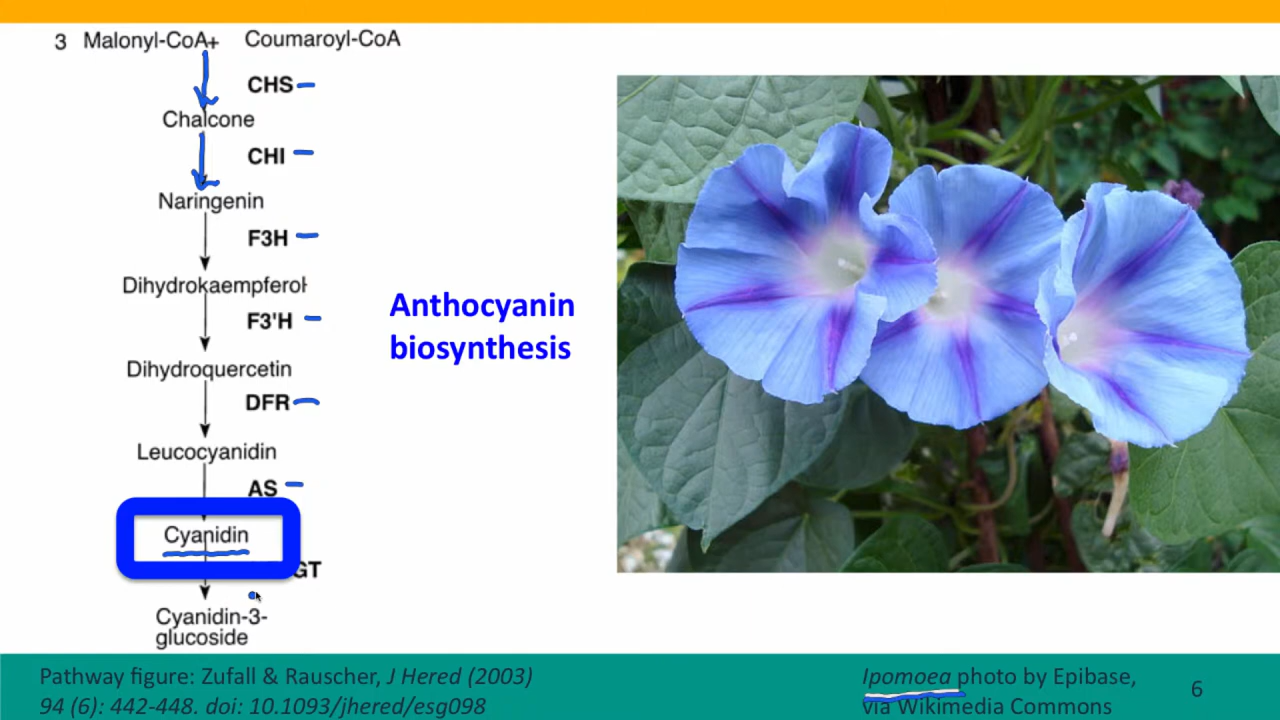 3 Malonyl-CoA+ Coumaroyl-CoA
CHS
Chalcone
CHI
Naringenin
F3H
Dihydrokaempferol
F3'H
Dihydroquercetin
DFR
Leucocyanidin
AS
Cyanidin
GT
Cyanidin-3-
glucoside
Anthocyanin
biosynthesis
Pathway figure: Zufall & Rauscher, J Hered (2003)
94 (6): 442-448. doi: 10.1093/jhered/esg098
Ipomoea photo by Epibase,
via Wikimedia Commons
6